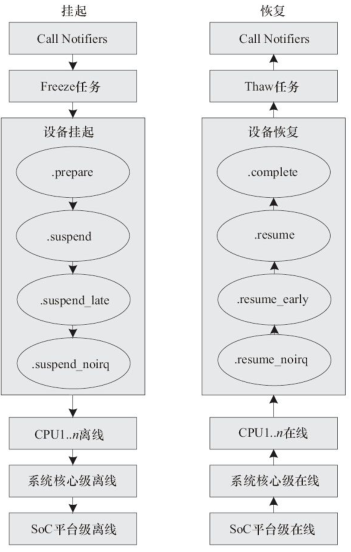 挂起
Call Notifiers
Freeze任务
设备挂起
.prepare
.suspend
.suspend_late
.suspend_noirq
CPU1..n离线
系统核心级离线
SoC平台级离线
恢复
Call Notifiers
Thaw任务
设备恢复
.complete
.resume
.resume_early
.resume_noirq
CPU1..n在线
系统核心级在线
SoC平台级在线